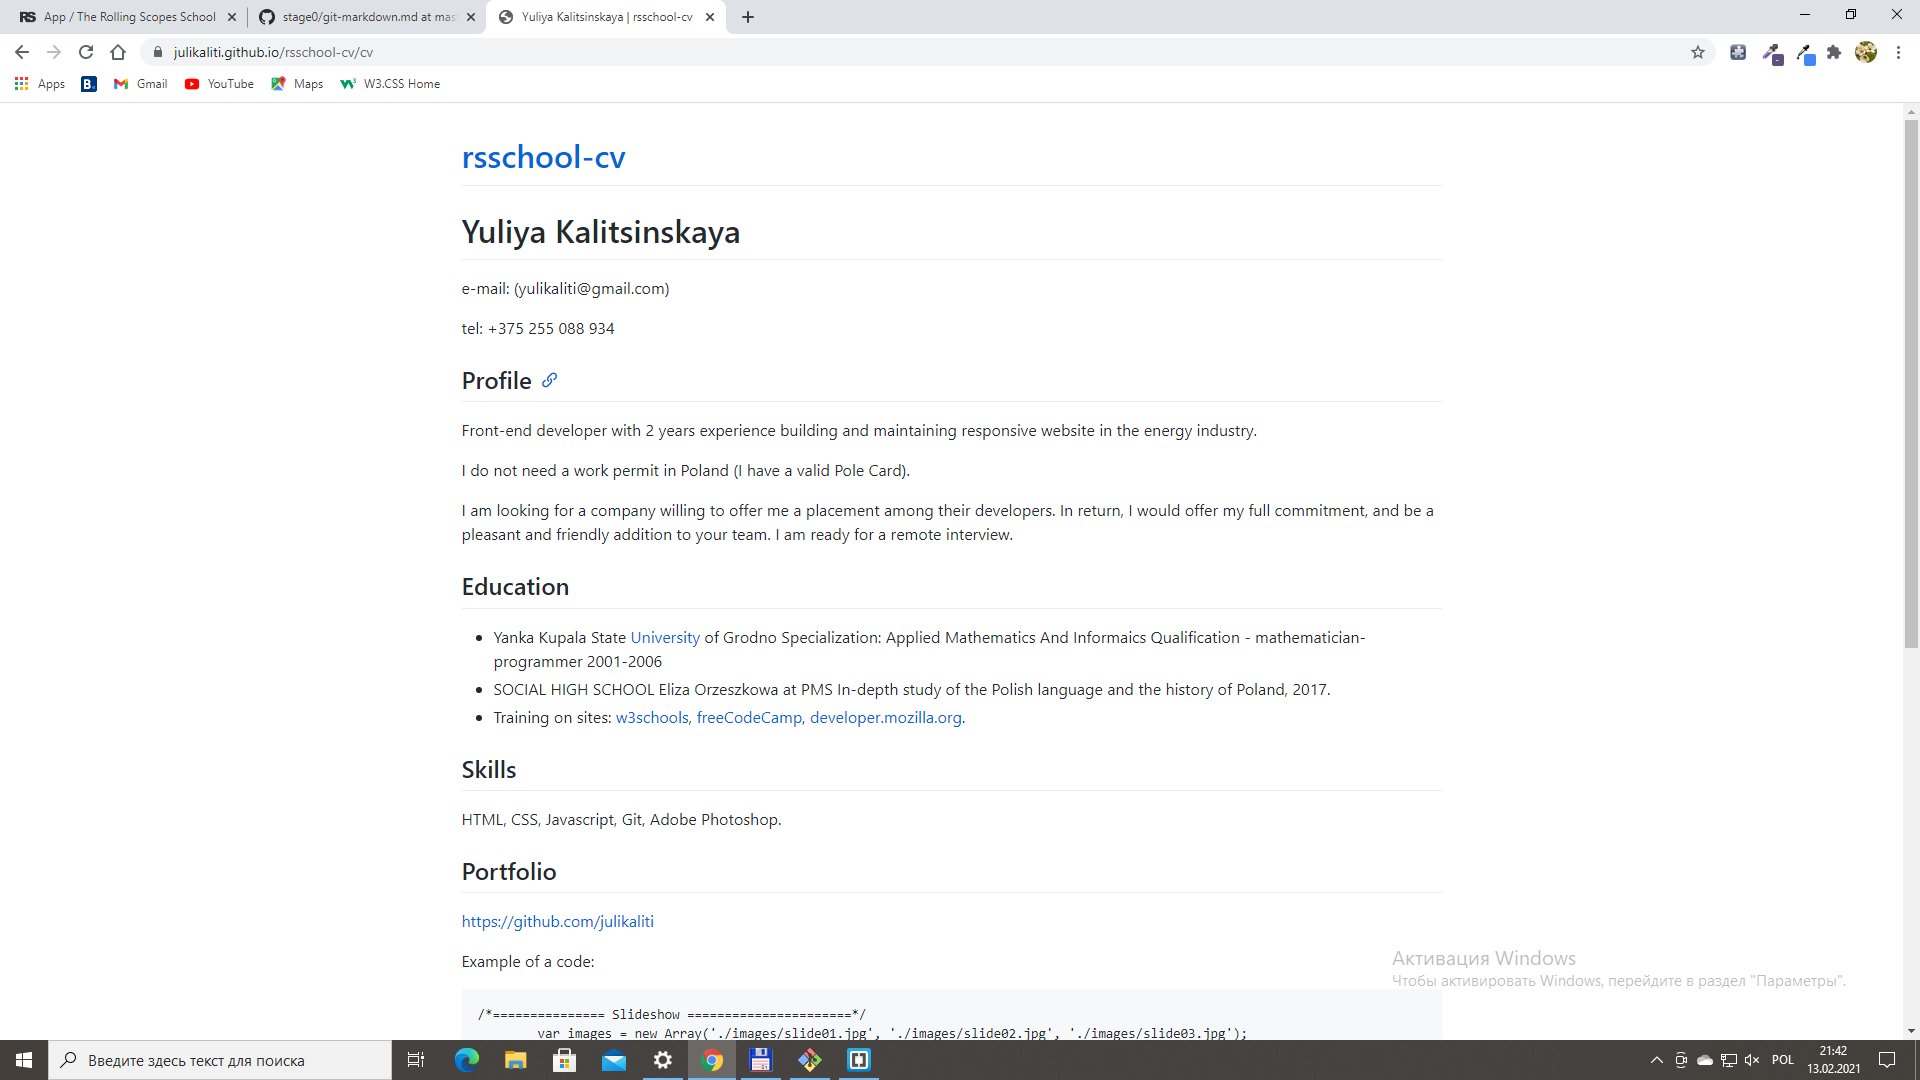 App / The Rolling Scopes School
stage0/git-markdown.md at mas
Yuliya Kalitsinskaya | rsschool-cv
julikaliti.github.io/rsschool-cv/cv
Apps
B.
Gmail
YouTube
Maps
W3.CSS Home
rsschool-cv
Yuliya Kalitsinskaya
e-mail: (yulikaliti@gmail.com)
tel: +375 255 088 934
Profile
Front-end developer with 2 years experience building and maintaining responsive website in the energy industry.
I do not need a work permit in Poland (I have a valid Pole Card).
I am looking for a company willing to offer me a placement among their developers. In return, I would offer my full commitment, and be a
pleasant and friendly addition to your team. I am ready for a remote interview.
Education
Yanka Kupala State University of Grodno Specialization: Applied Mathematics And Informaics Qualification - mathematician-
programmer 2001-2006
SOCIAL HIGH SCHOOL Eliza Orzeszkowa at PMS In-depth study of the Polish language and the history of Poland, 2017.
Training on sites: w3schools, freeCodeCamp, developer.mozilla.org.
Skills
HTML, CSS, Javascript, Git, Adobe Photoshop.
Portfolio
https://github.com/julikaliti
Example of a code:
/*=============== Slideshow ======================*/
var images = new Array('./images/slide01.jpg', './images/slide02.jpg', './images/slide03.jpg');
Активация Windows
Чтобы активировать Windows, перейдите в раздел "Параметры".
Введите здесь текст для поиска
POL
21:42
13.02.2021